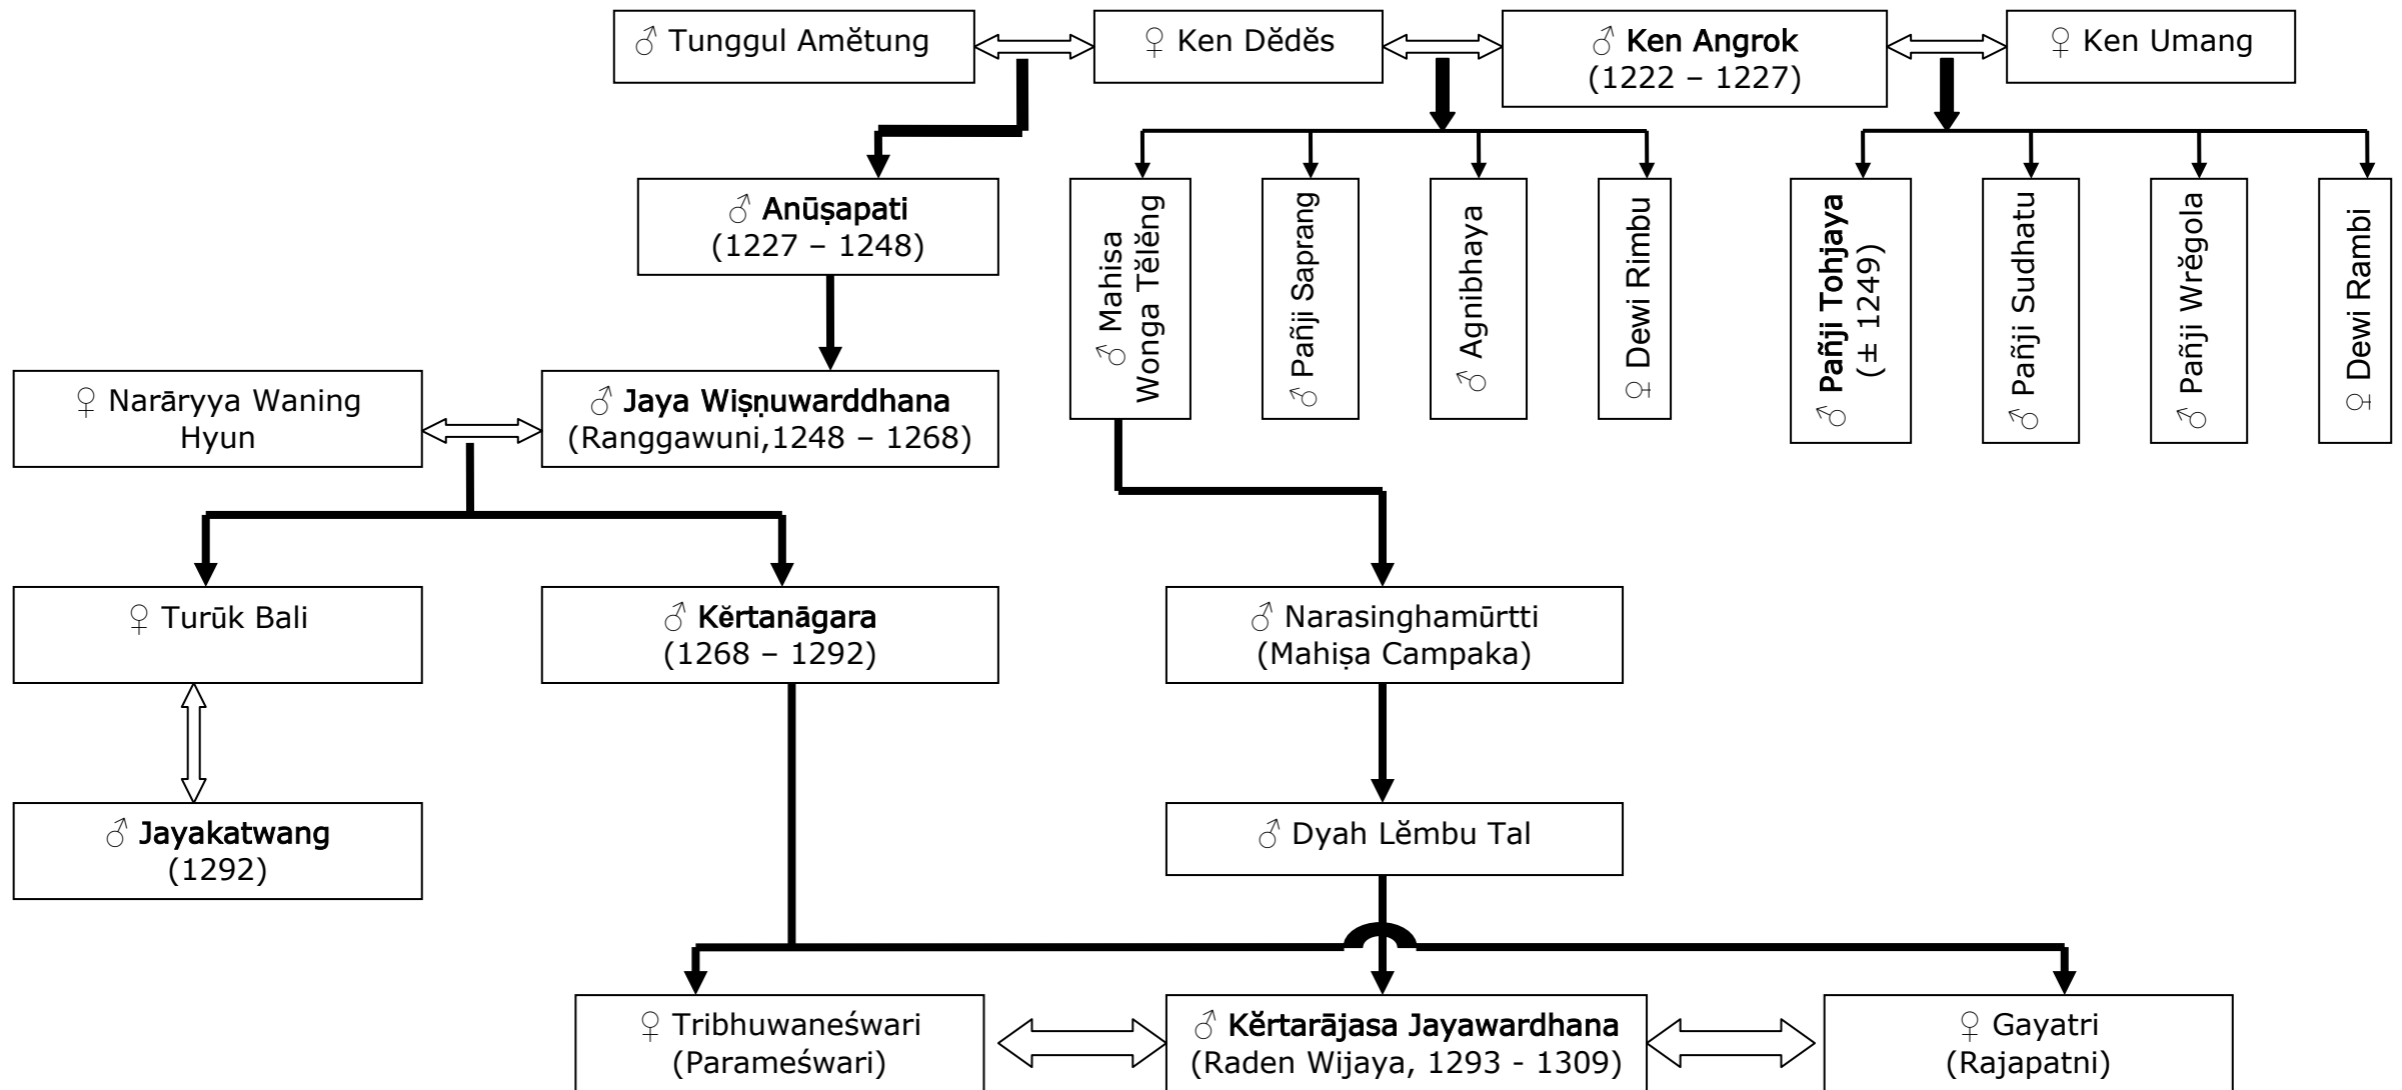 ♂ Tunggul Amĕtung
♀ Ken Dĕdĕs
♂ Ken Angrok
(1222 – 1227)
♀ Ken Umang
♂ Anūṣapati
(1227 – 1248)
♂ Mahisa
Wonga Tĕlĕng
♂ Pañji Saprang
♂ Agnibhaya
♀ Dewi Rimbu
♂ Pañji Tohjaya
(± 1249)
♂ Pañji Sudhatu
♂ Pañji Wrĕgola
♀ Dewi Rambi
♀ Narāryya Waning
Hyun
♂ Jaya Wiṣṇuwarddhana
(Ranggawuni,1248 – 1268)
♀ Turūk Bali
♂ Kĕrtanāgara
(1268 – 1292)
♂ Narasinghamūrtti
(Mahiṣa Campaka)
♂ Jayakatwang
(1292)
♂ Dyah Lĕmbu Tal
♀ Tribhuwaneśwari
(Parameśwari)
♂ Kĕrtarājasa Jayawardhana
(Raden Wijaya, 1293 - 1309)
♀ Gayatri
(Rajapatni)